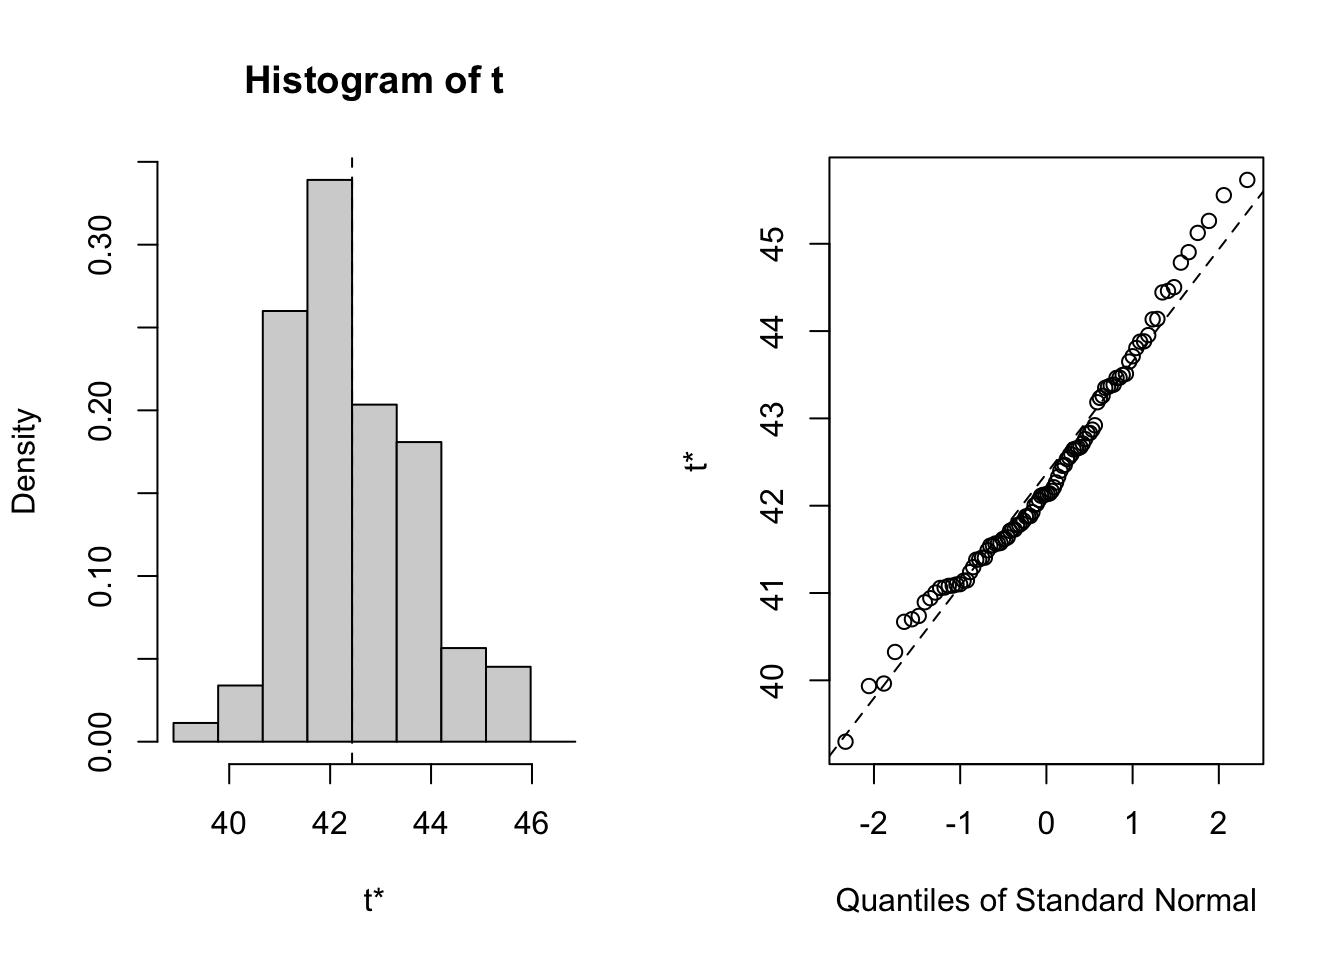 Histogram of t
Density
0.00
0.10
0.20
0.30
40 42 44 46
t*
t*
40
41
42
43
44
45
-2 -1 0 1 2
Quantiles of Standard Normal